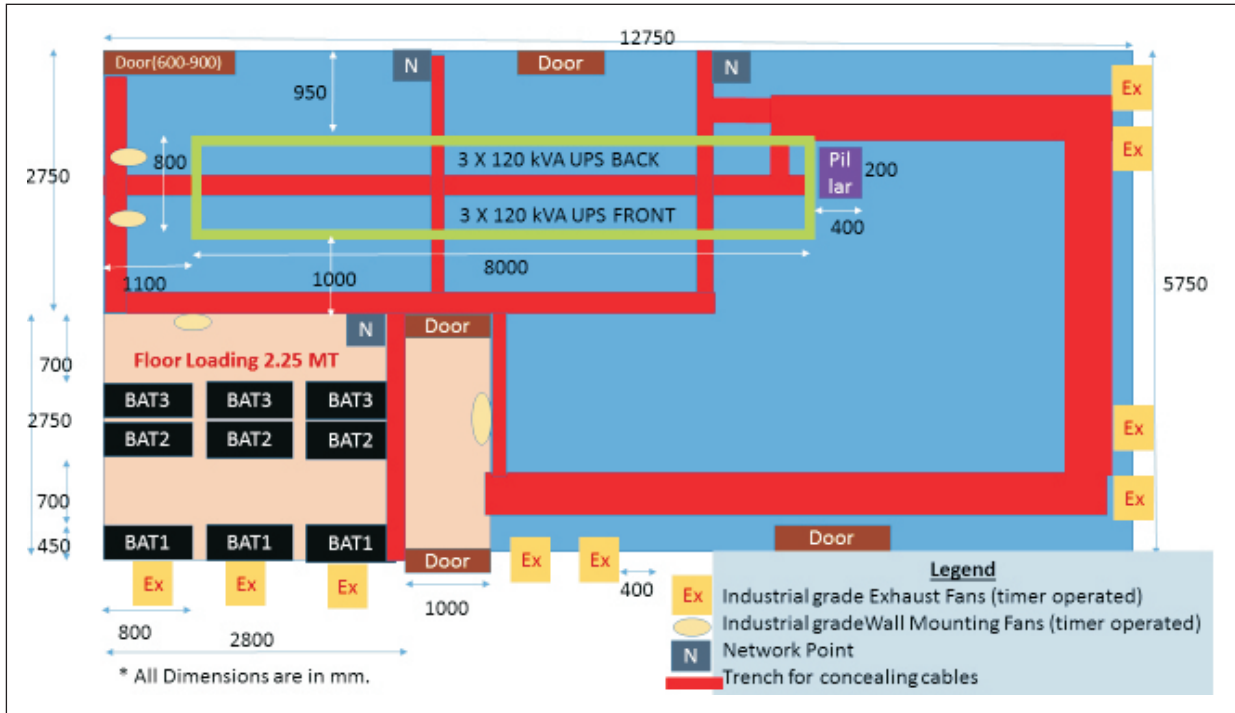 12750
Door(600-900)
N
Door
N
Ex
950
Ex
800
3 X 120 kVA UPS BACK
Pil
lar
200
2750
3 X 120 kVA UPS FRONT
400
1100
1000
8000
5750
N
Door
Door
700
Floor Loading 2.25 MT
BAT3
BAT3
BAT3
2750
BAT2
BAT2
BAT2
Ex
700
Ex
450
BAT1
BAT1
BAT1
Door
Door
Ex
Ex
Ex
Ex
Ex
1000
400
800
2800
* All Dimensions are in mm.
Legend
Ex Industrial grade Exhaust Fans (timer operated)
Industrial gradeWall Mounting Fans (timer operated)
N Network Point
Trench for concealing cables